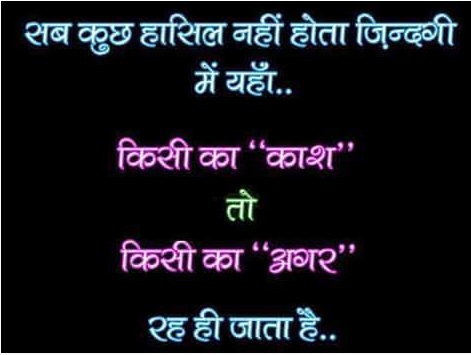 सब कुछ हासिल नहीं होता ज़िन्दगी
में यहाँ..
किसी का ‘‘काश’’
तो
किसी का ‘‘अगर’’
रह ही जाता है..